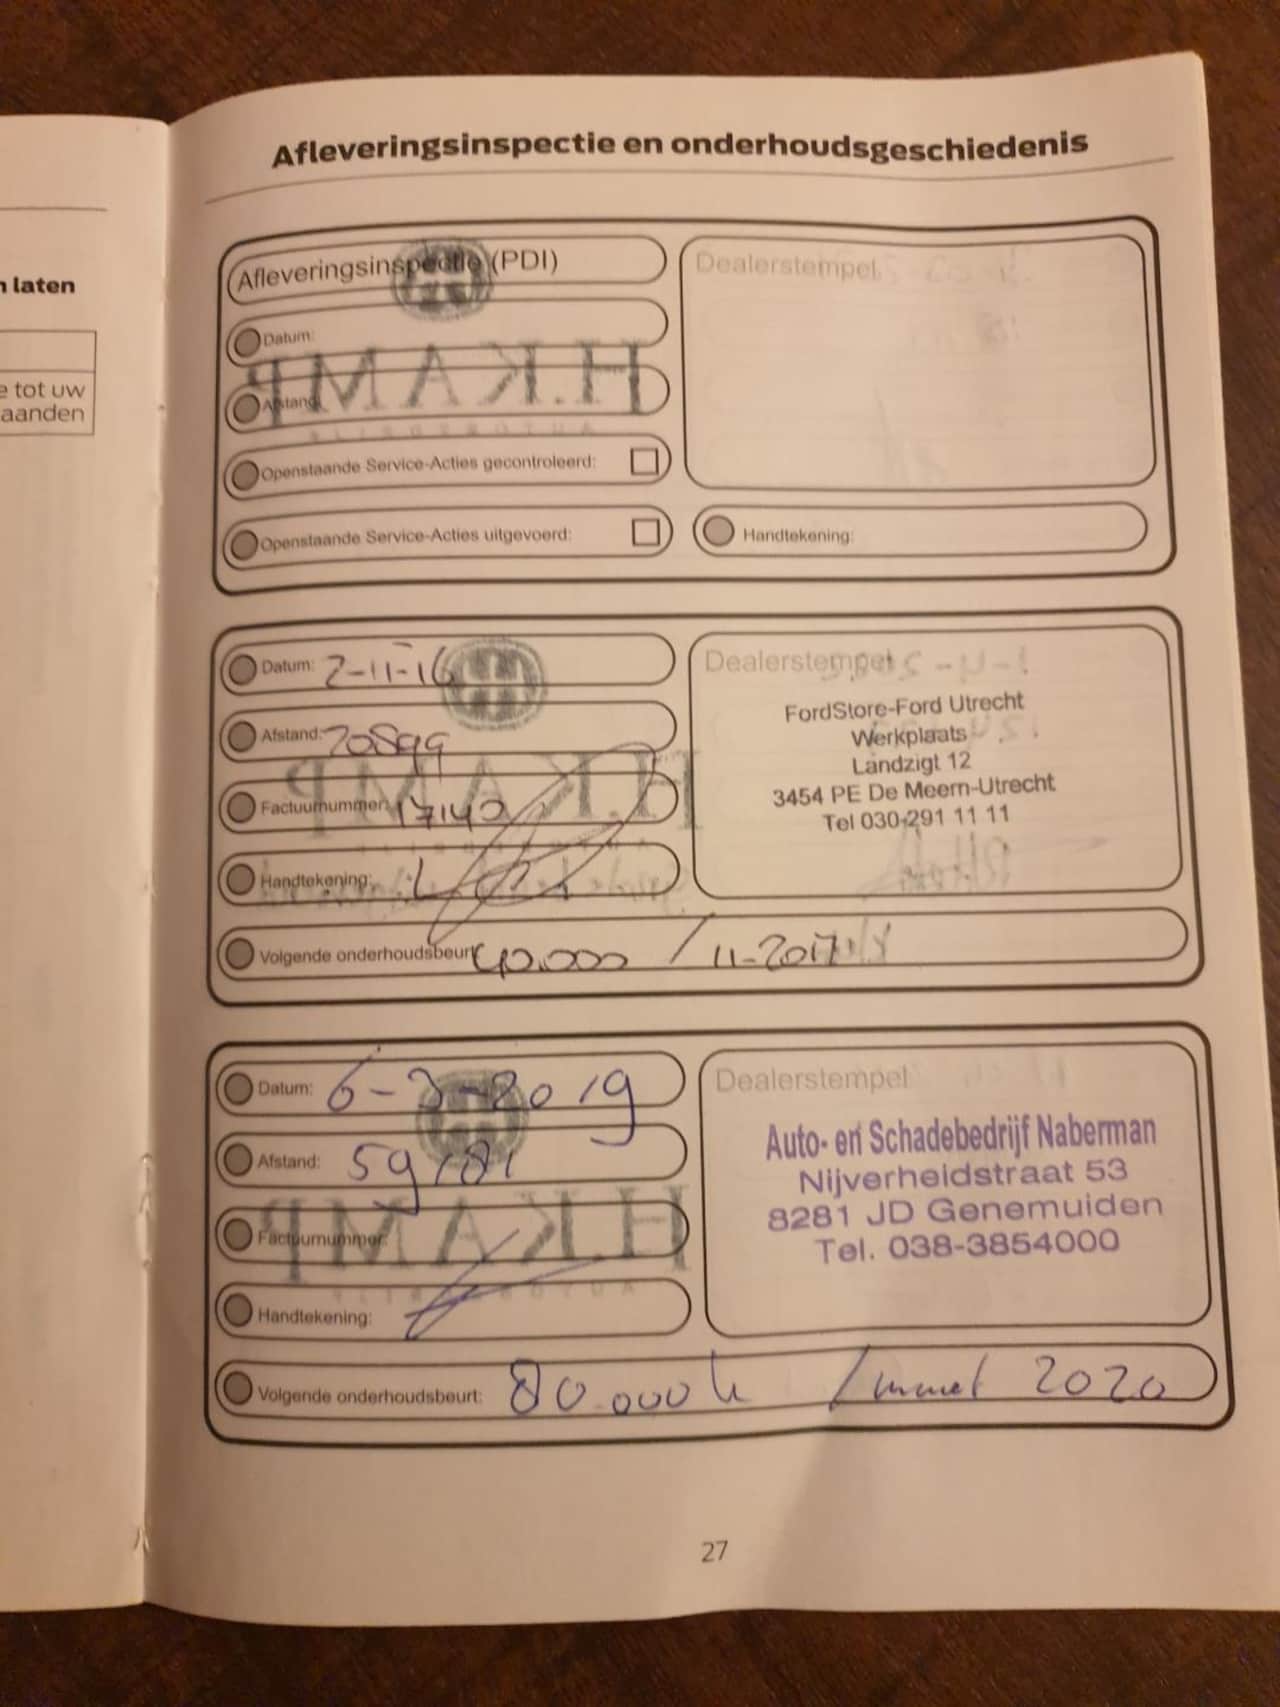 n laten
e tot uw
aanden
Afleveringsinspectie en onderhoudsgeschiedenis
Afleveringsinspectie (PDI)
Dealerstempel
Datum:
Afstand:
Openstaande Service-Acties gecontroleerd:
Openstaande Service-Acties uitgevoerd:
Handtekening:
Datum: 2-11-16
Dealerstempel
FordStore-Ford Utrecht
Werkplaats
Landzigt 12
3454 PE De Meern-Utrecht
Tel 030-291 11 11
Afstand: 20899
Factuurnummer: 17140
Handtekening:
Volgende onderhoudsbeurt: 40.000 / 11-2017
Datum: 6-3-2019
Dealerstempel
Auto- en Schadebedrijf Naberman
Nijverheidstraat 53
8281 JD Genemuiden
Tel. 038-3854000
Afstand: 59181
Factuurnummer:
Handtekening:
Volgende onderhoudsbeurt: 80.000 k / maart 2020
27